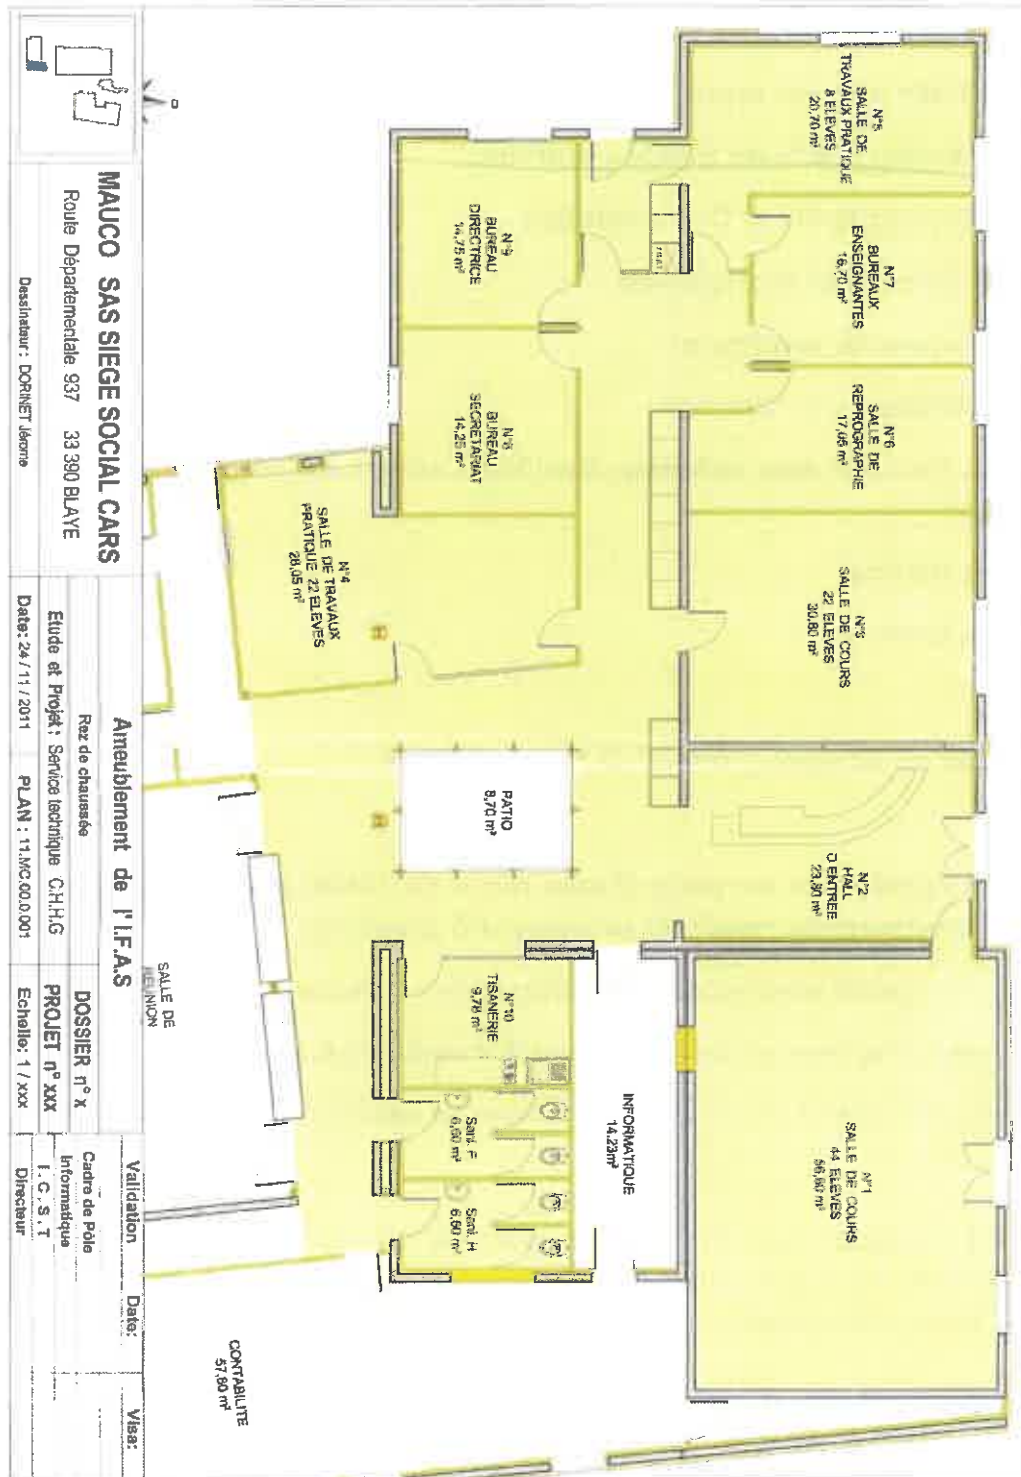 N°5
SALLE DE
TRAVAUX PRATIQUE
8 ELEVES
20,70 m²
N°7
BUREAUX
ENSEIGNANTES
16,70 m²
N°6
SALLE DE
REPROGRAPHIE
17,05 m²
N°3
SALLE DE COURS
22 ELEVES
30,80 m²
N°2
HALL
D ENTREE
23,80 m²
N°1
SALLE DE COURS
44 ELEVES
56,60 m²
N°9
BUREAU
DIRECTRICE
14,75 m²
N°8
BUREAU
SECRETARIAT
14,25 m²
N°4
SALLE DE TRAVAUX
PRATIQUE 22 ELEVES
28,05 m²
PATIO
8,70 m²
N°10
TISANERIE
9,78 m²
Sani. F
6,60 m²
Sani. H
6,60 m²
INFORMATIQUE
14,23m²
SALLE DE
REUNION
CONTABILITE
57,80 m²
MAUCO SAS SIEGE SOCIAL CARS
Route Départementale 937 33 390 BLAYE
Dessinateur : DORINET Jérome
Ameublement de l'I.F.A.S
Rez de chaussée
Etude et Projet : Service technique C.H.H.G
Date: 24 / 11 / 2011 PLAN : 11.MC.00.0.001
DOSSIER n° x
PROJET n° xxx
Echelle: 1 / xxx
Validation Date: Visa:
Cadre de Pôle
Informatique
I . C . S . T
Directeur